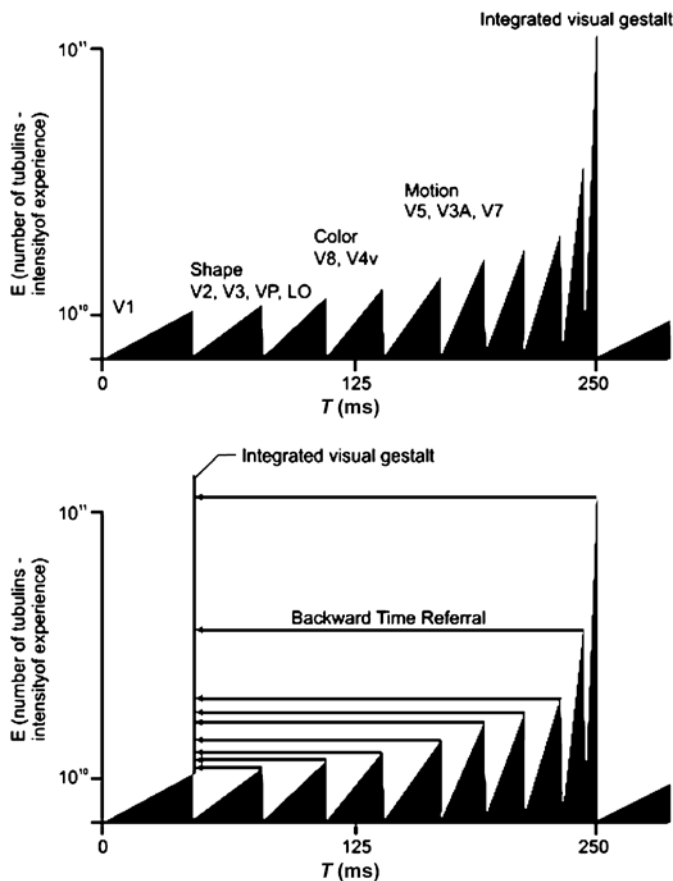 Integrated visual gestalt
10¹¹
E (number of tubulins -
intensityof experience)
Motion
V5, V3A, V7
Color
V8, V4v
Shape
V2, V3, VP, LO
V1
10¹⁰
0
125
250
T (ms)
Integrated visual gestalt
10¹¹
E (number of tubulins -
intensityof experience)
Backward Time Referral
10¹⁰
0
125
250
T (ms)